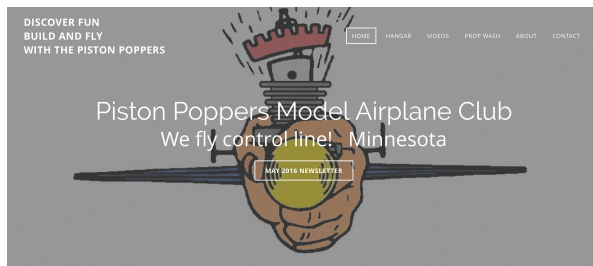 DISCOVER FUN
BUILD AND FLY
WITH THE PISTON POPPERS
HOME HANGAR VIDEOS PROP WASH ABOUT CONTACT
Piston Poppers Model Airplane Club
We fly control line!   Minnesota
MAY 2016 NEWSLETTER